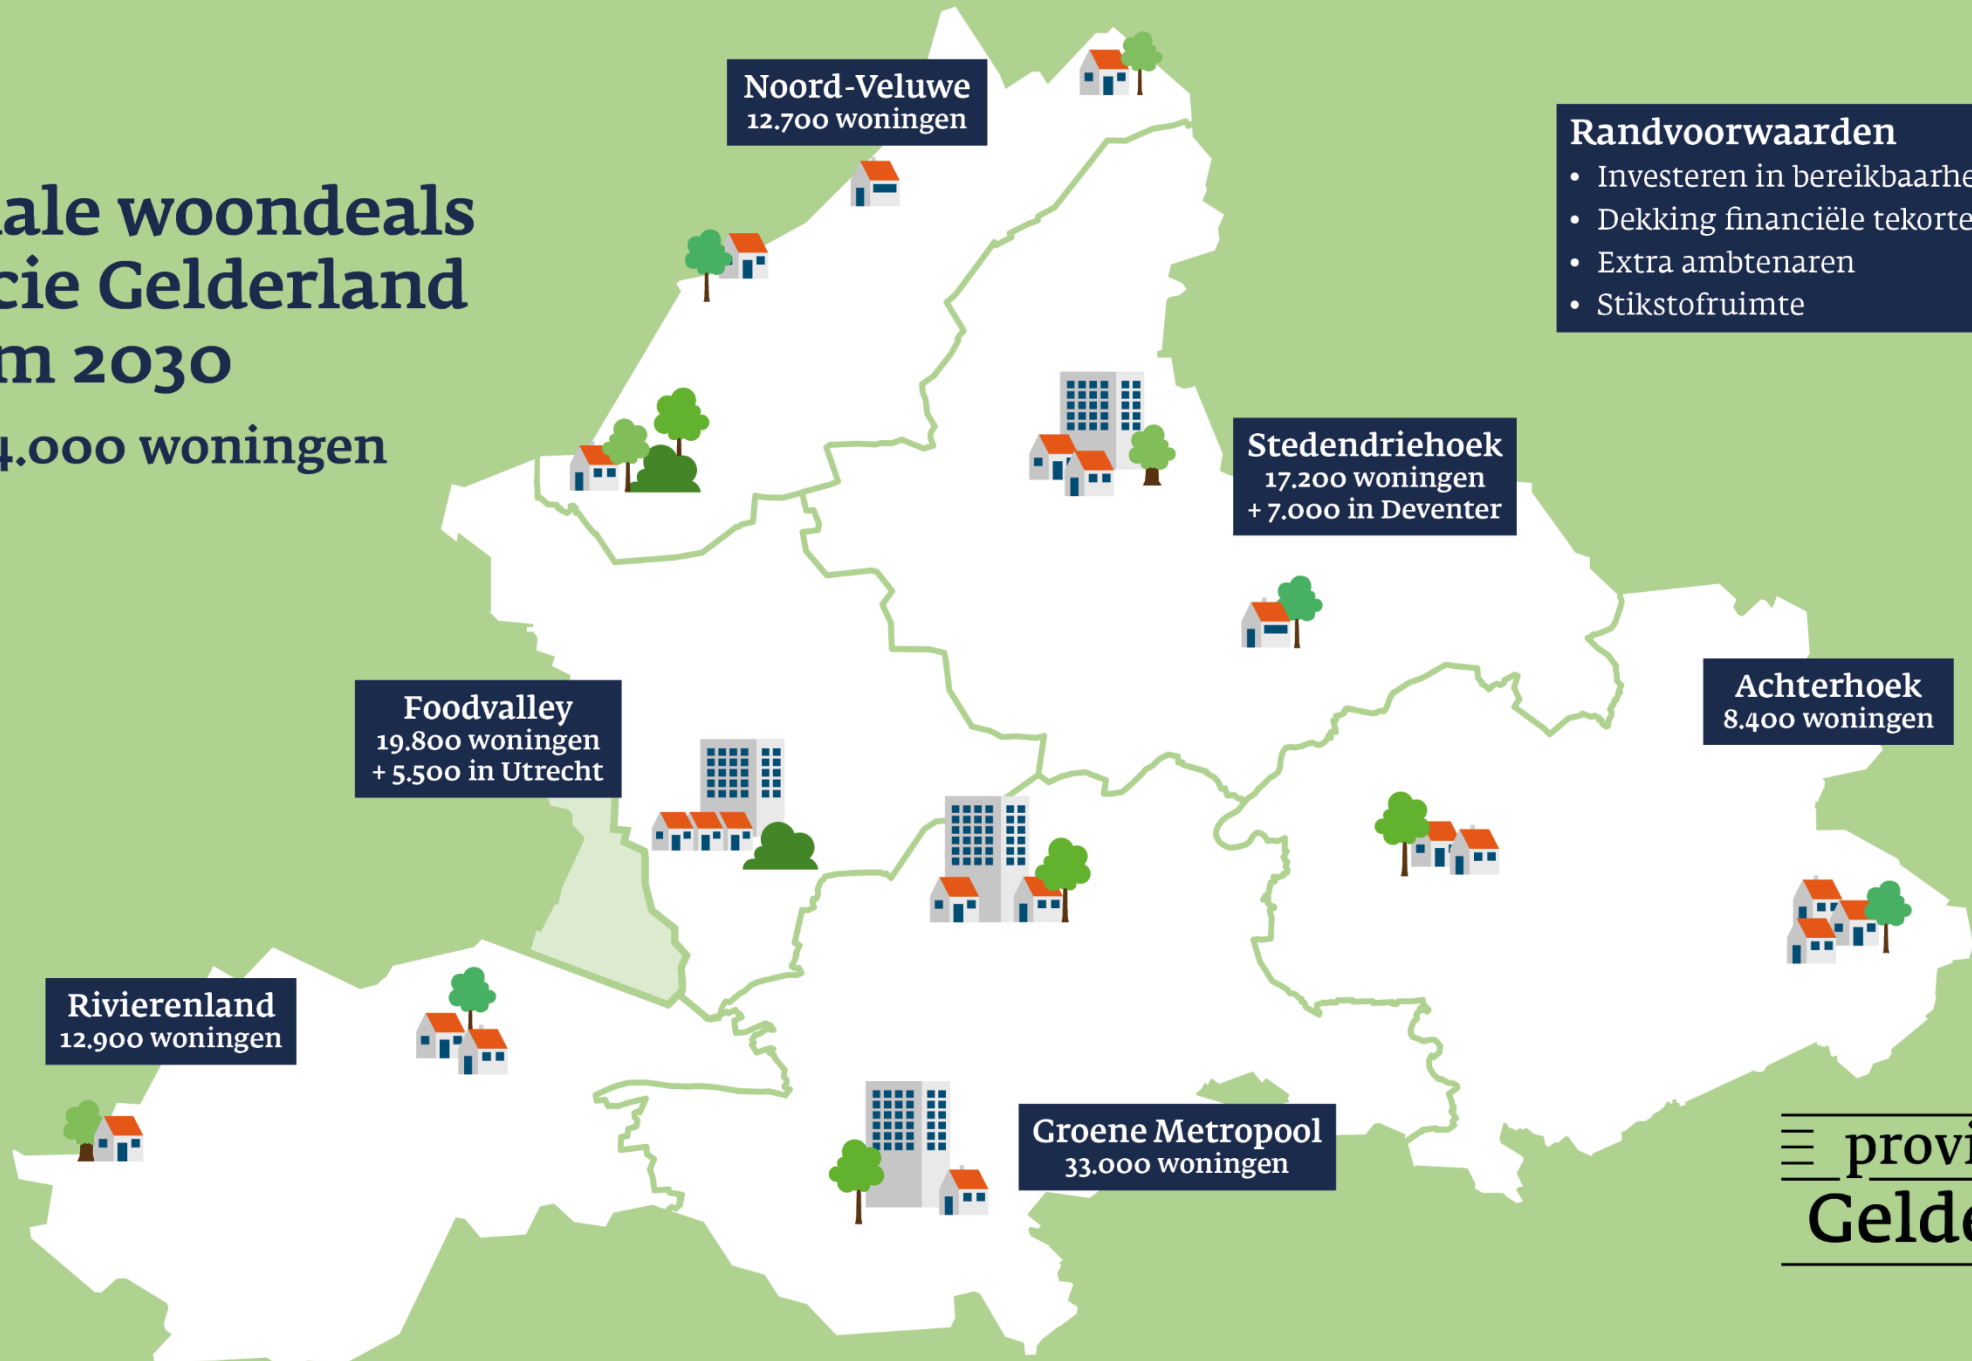 ale woondeals
cie Gelderland
m 2030
4.000 woningen
Noord-Veluwe
12.700 woningen
Randvoorwaarden
• Investeren in bereikbaarhe
• Dekking financiële tekorte
• Extra ambtenaren
• Stikstofruimte
Stedendriehoek
17.200 woningen
+ 7.000 in Deventer
Foodvalley
19.800 woningen
+ 5.500 in Utrecht
Achterhoek
8.400 woningen
Rivierenland
12.900 woningen
Groene Metropool
33.000 woningen
provi
Gelde